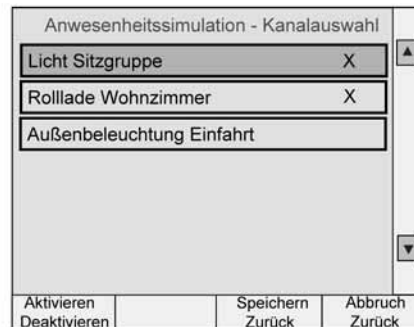 Anwesenheitssimulation - Kanalauswahl
Licht Sitzgruppe X
Rolllade Wohnzimmer X
Außenbeleuchtung Einfahrt
Aktivieren Speichern Abbruch
Deaktivieren Zurück Zurück